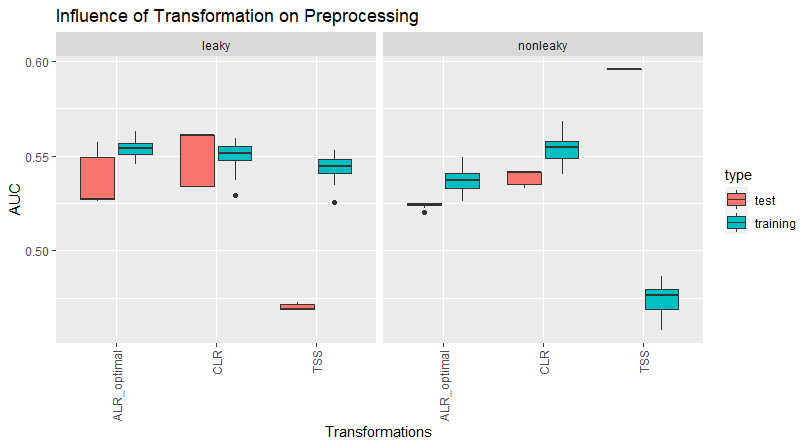 Influence of Transformation on Preprocessing
leaky
nonleaky
0.60
0.55
0.50
AUC
ALR_optimal
CLR
TSS
ALR_optimal
CLR
TSS
Transformations
type
test
training